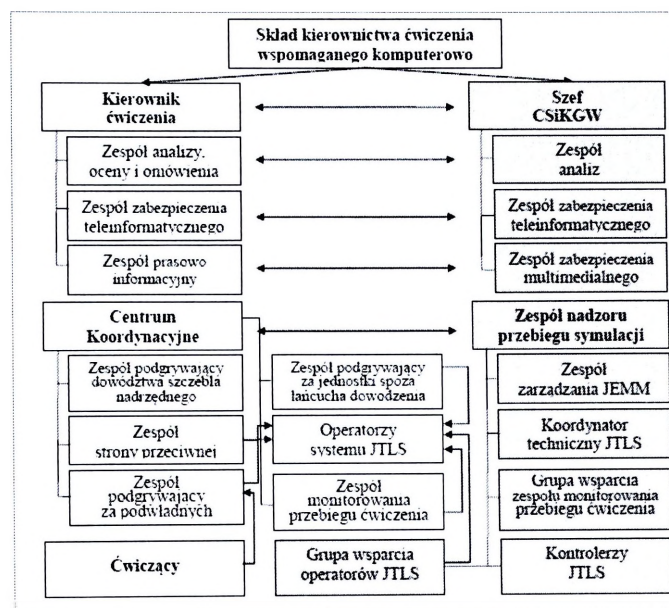 Skład kierownictwa ćwiczenia
wspomaganego komputerowo
Kierownik
ćwiczenia
Szef
CSiKGW
Zespół analizy,
oceny i omówienia
Zespół
analiz
Zespół zabezpieczenia
teleinformatycznego
Zespół zabezpieczenia
teleinformatycznego
Zespół prasowo
informacyjny
Zespół zabezpieczenia
multimedialnego
Centrum
Koordynacyjne
Zespół nadzoru
przebiegu symulacji
Zespół podgrywający
dowództwa szczebla
nadrzędnego
Zespół podgrywający
za jednostki spoza
łańcucha dowodzenia
Zespół
zarządzania JEMM
Zespół
strony przeciwnej
Operatorzy
systemu JTLS
Koordynator
techniczny JTLS
Zespół
podgrywający
za podwładnych
Zespół
monitorowania
przebiegu ćwiczenia
Grupa wsparcia
zespołu monitorowania
przebiegu ćwiczenia
Ćwiczący
Grupa wsparcia
operatorów JTLS
Kontrolerzy
JTLS